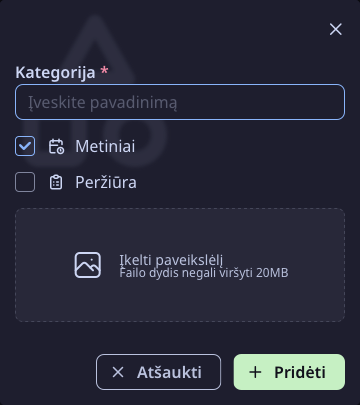 Kategorija *
Įveskite pavadinimą
Metiniai
Peržiūra
Įkelti paveikslėlį
Failo dydis negali viršyti 20MB
Atšaukti
Pridėti